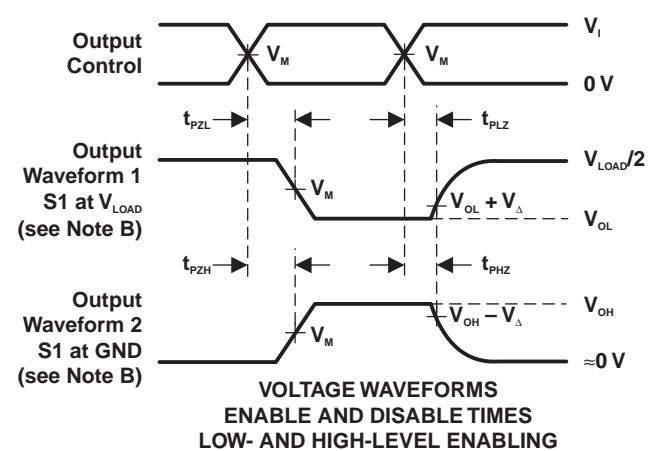 Output
Control
V_M
V_M
V_I
0 V
t_PZL
t_PLZ
Output
Waveform 1
S1 at V_LOAD
(see Note B)
V_M
V_OL + V_Δ
V_LOAD/2
V_OL
t_PZH
t_PHZ
Output
Waveform 2
S1 at GND
(see Note B)
V_M
V_OH – V_Δ
V_OH
≈0 V
VOLTAGE WAVEFORMS
ENABLE AND DISABLE TIMES
LOW- AND HIGH-LEVEL ENABLING